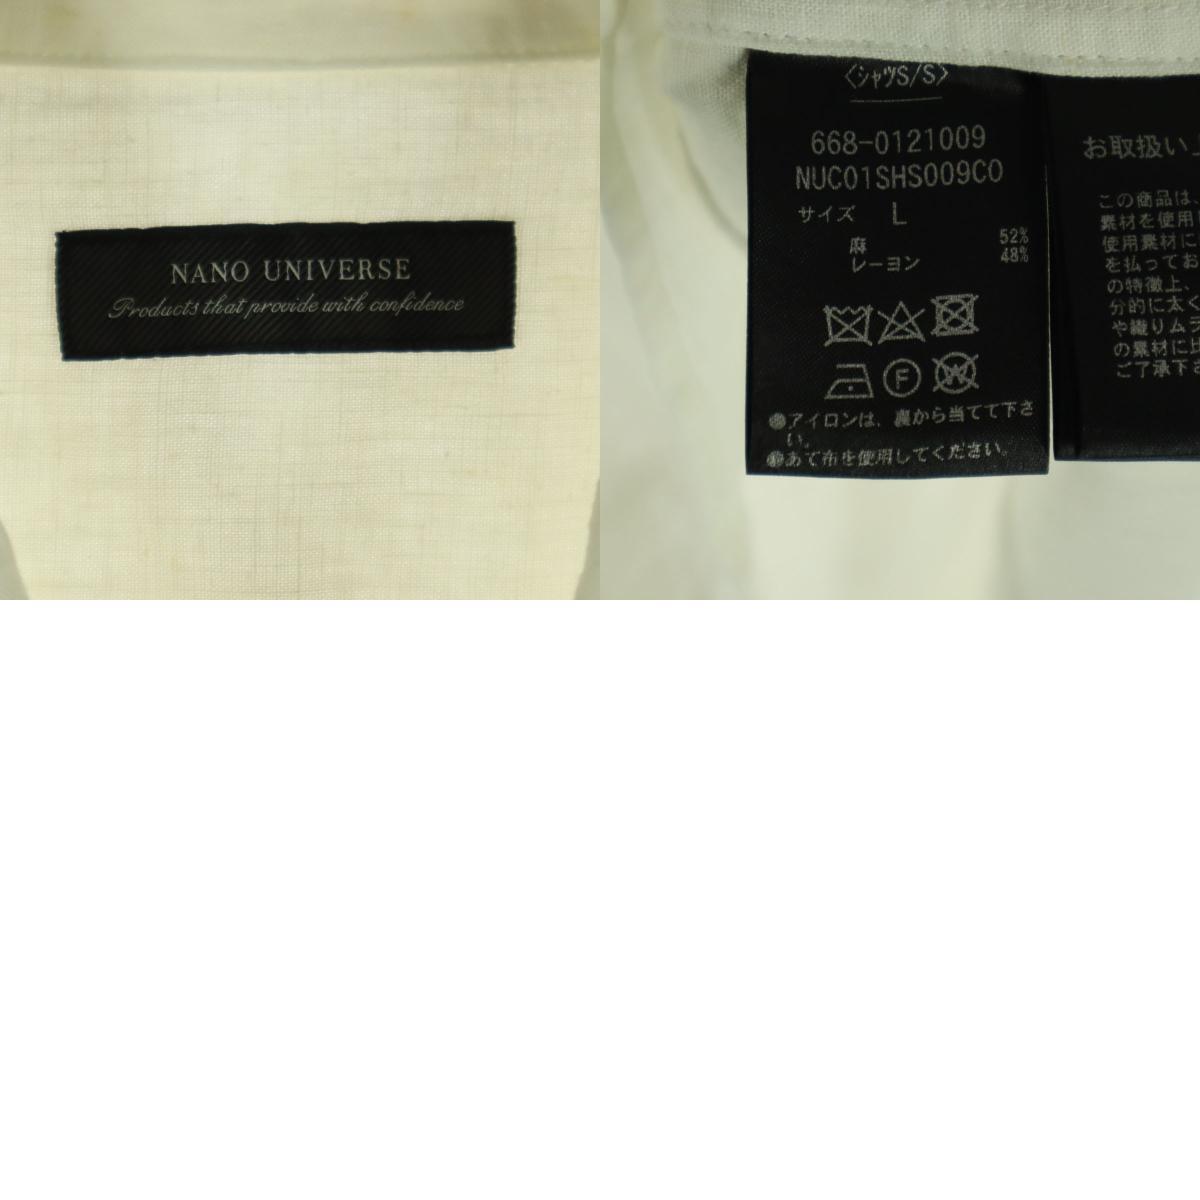 NANO UNIVERSE
Products that provide with confidence
〈シャツS/S〉
668-0121009
NUC01SHS009CO
サイズ L
麻 52%
レーヨン 48%
W
F
●アイロンは、裏から当てて下さ
い。
●あて布を使用してください。
お取扱い
この商品は、
素材を使用
使用素材に
を払ってお
の特徴上、
分的に太く
や織りムラ
の素材に比
ご了承下さ